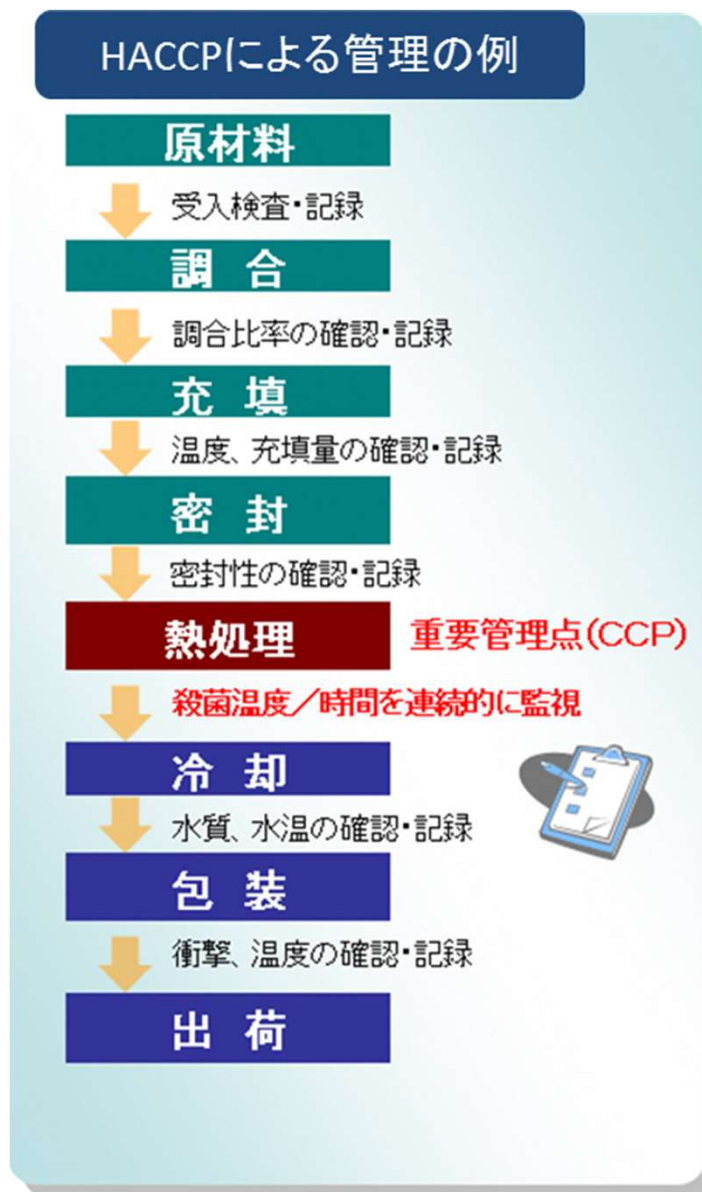 HACCPによる管理の例
原材料
受入検査・記録
調 合
調合比率の確認・記録
充 填
温度、充填量の確認・記録
密 封
密封性の確認・記録
熱処理 重要管理点(CCP)
殺菌温度／時間を連続的に監視
冷 却
水質、水温の確認・記録
包 装
衝撃、温度の確認・記録
出 荷